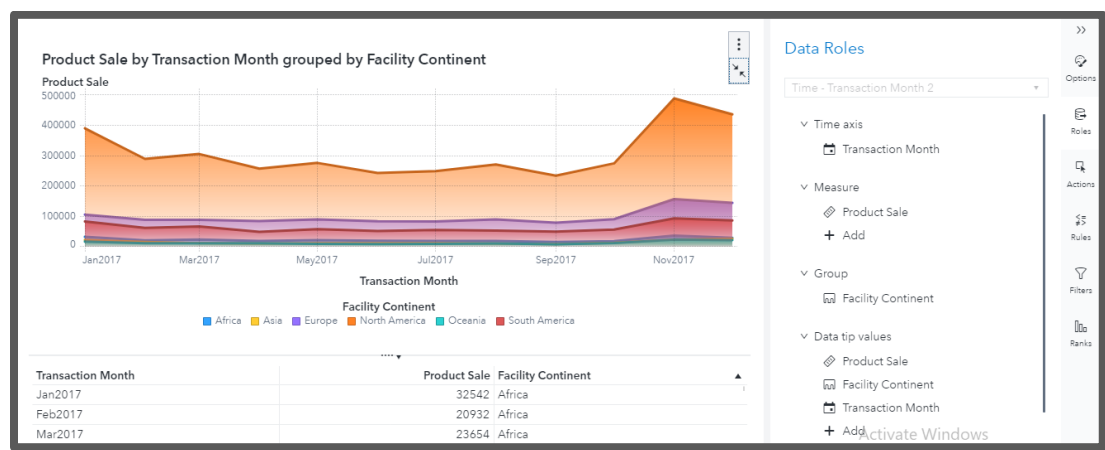 Product Sale by Transaction Month grouped by Facility Continent
Product Sale
500000
400000
300000
200000
100000
0
Jan2017 Mar2017 May2017 Jul2017 Sep2017 Nov2017
Transaction Month
Facility Continent
Africa Asia Europe North America Oceania South America
Transaction Month Product Sale Facility Continent
Jan2017 32542 Africa
Feb2017 20932 Africa
Mar2017 23654 Africa
Data Roles
Time - Transaction Month 2
Time axis
Transaction Month
Measure
Product Sale
+ Add
Group
Facility Continent
Data tip values
Product Sale
Facility Continent
Transaction Month
+ Add
Activate Windows
Options
Roles
Actions
Rules
Filters
Ranks